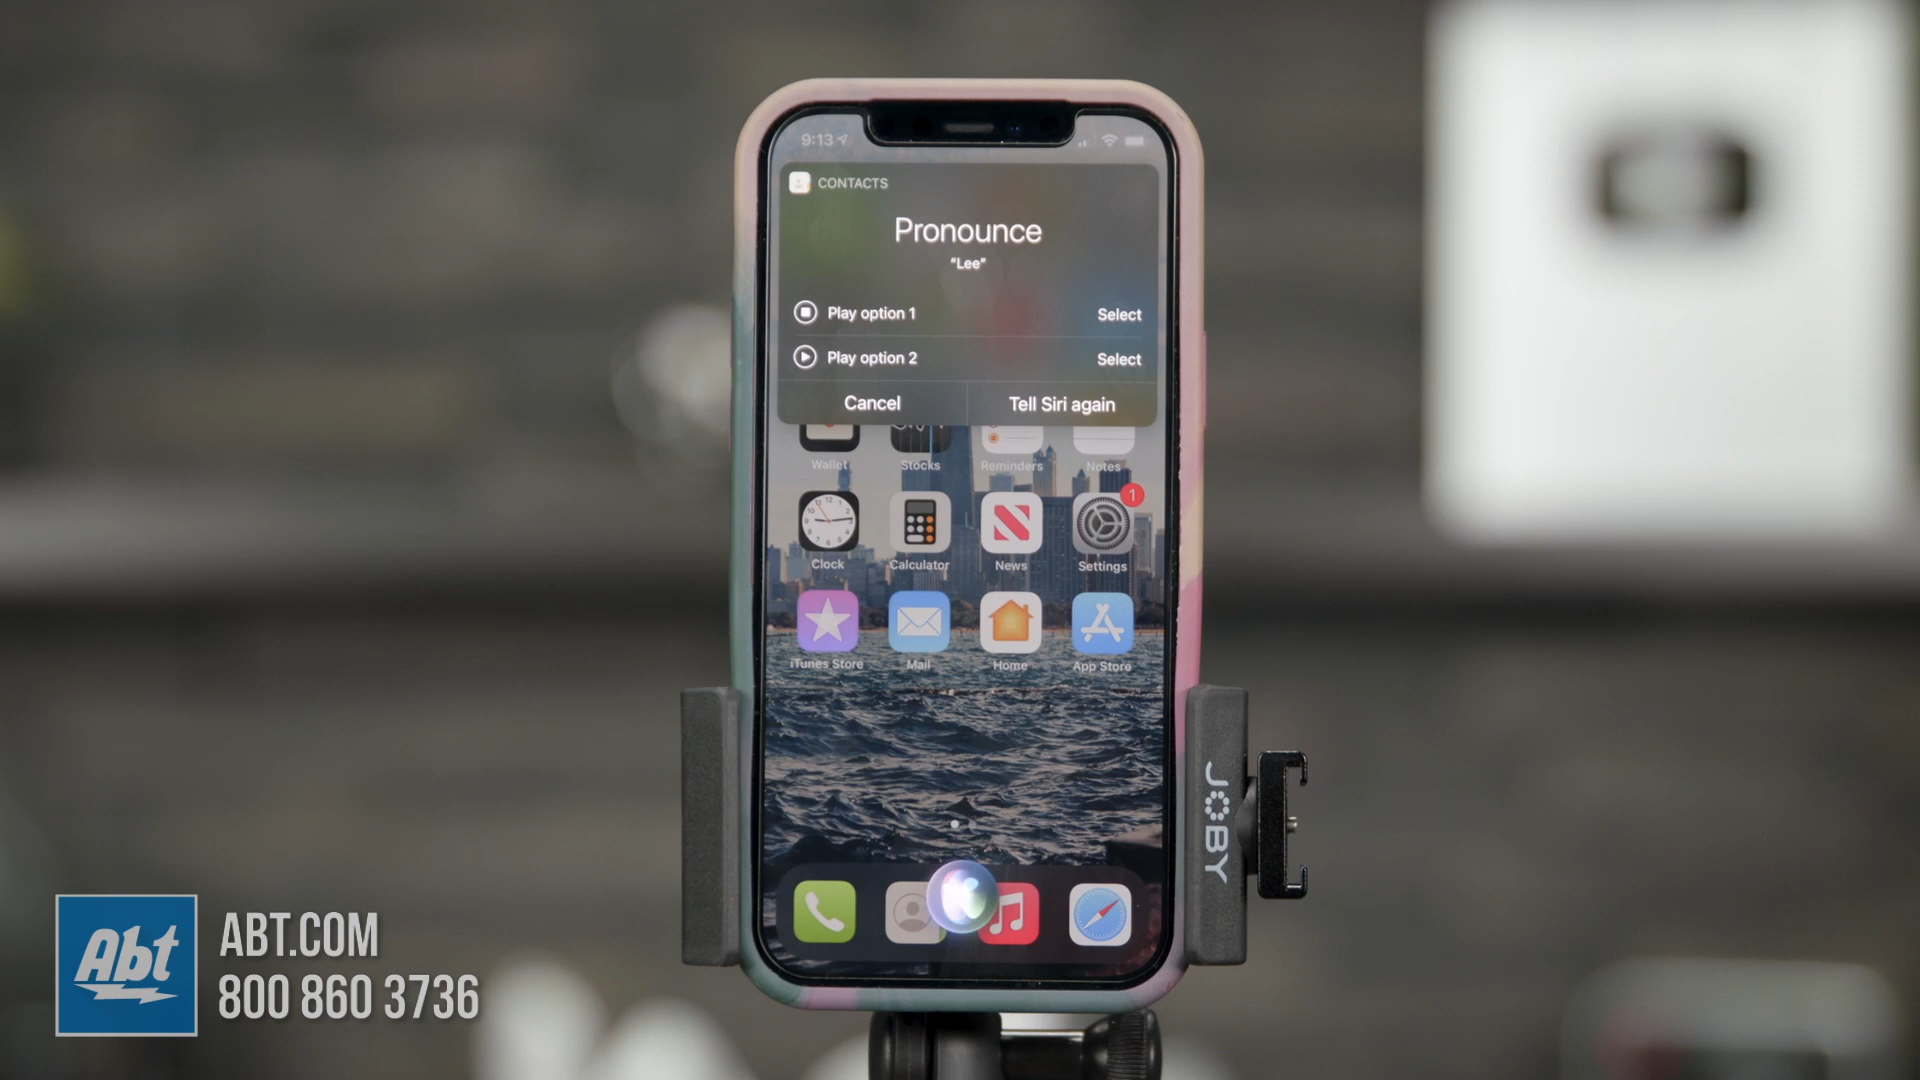 9:13
CONTACTS
Pronounce
"Lee"
Play option 1 Select
Play option 2 Select
Cancel Tell Siri again
Wallet Stocks Reminders Notes
1
Clock Calculator News Settings
iTunes Store Mail Home App Store
JOBY
Abt
ABT.COM
800 860 3736